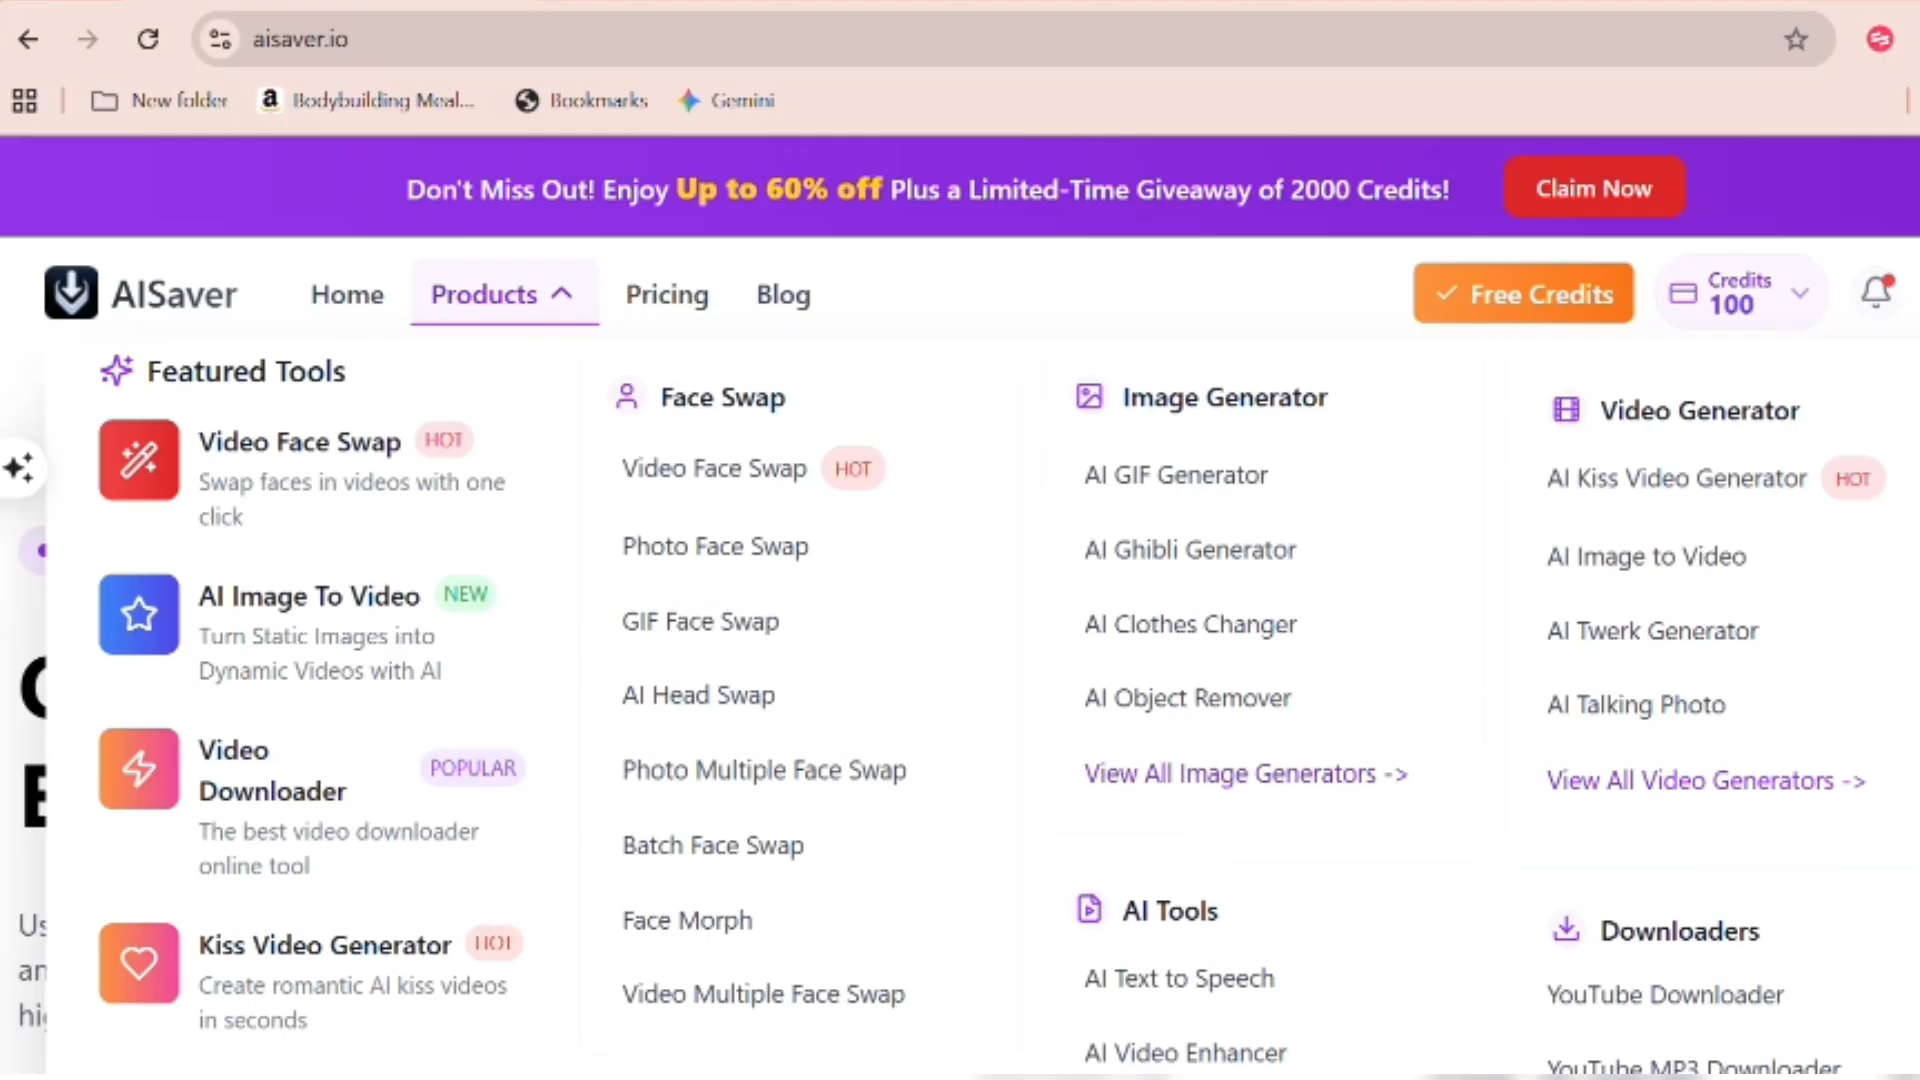 aisaver.io
New folder
Bodybuilding Meal...
Bookmarks
Gemini
Don't Miss Out! Enjoy Up to 60% off Plus a Limited-Time Giveaway of 2000 Credits!
Claim Now
AISaver
Home
Products
Pricing
Blog
Free Credits
Credits
100
Featured Tools
Video Face Swap HOT
Swap faces in videos with one
click
AI Image To Video NEW
Turn Static Images into
Dynamic Videos with AI
Video
Downloader
POPULAR
The best video downloader
online tool
Kiss Video Generator HOT
Create romantic AI kiss videos
in seconds
Face Swap
Video Face Swap HOT
Photo Face Swap
GIF Face Swap
AI Head Swap
Photo Multiple Face Swap
Batch Face Swap
Face Morph
Video Multiple Face Swap
Image Generator
AI GIF Generator
AI Ghibli Generator
AI Clothes Changer
AI Object Remover
View All Image Generators ->
AI Tools
AI Text to Speech
AI Video Enhancer
Video Generator
AI Kiss Video Generator HOT
AI Image to Video
AI Twerk Generator
AI Talking Photo
View All Video Generators ->
Downloaders
YouTube Downloader
YouTube MP3 Downloader